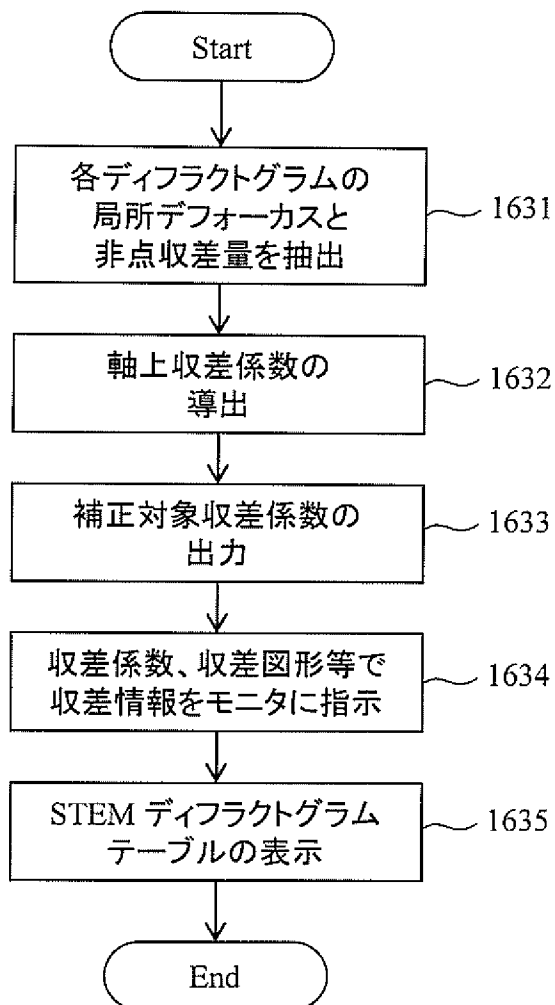 Start
各ディフラクトグラムの
局所デフォーカスと
非点収差量を抽出
1631
軸上収差係数の
導出
1632
補正対象収差係数の
出力
1633
収差係数、収差図形等で
収差情報をモニタに指示
1634
STEM ディフラクトグラム
テーブルの表示
1635
End